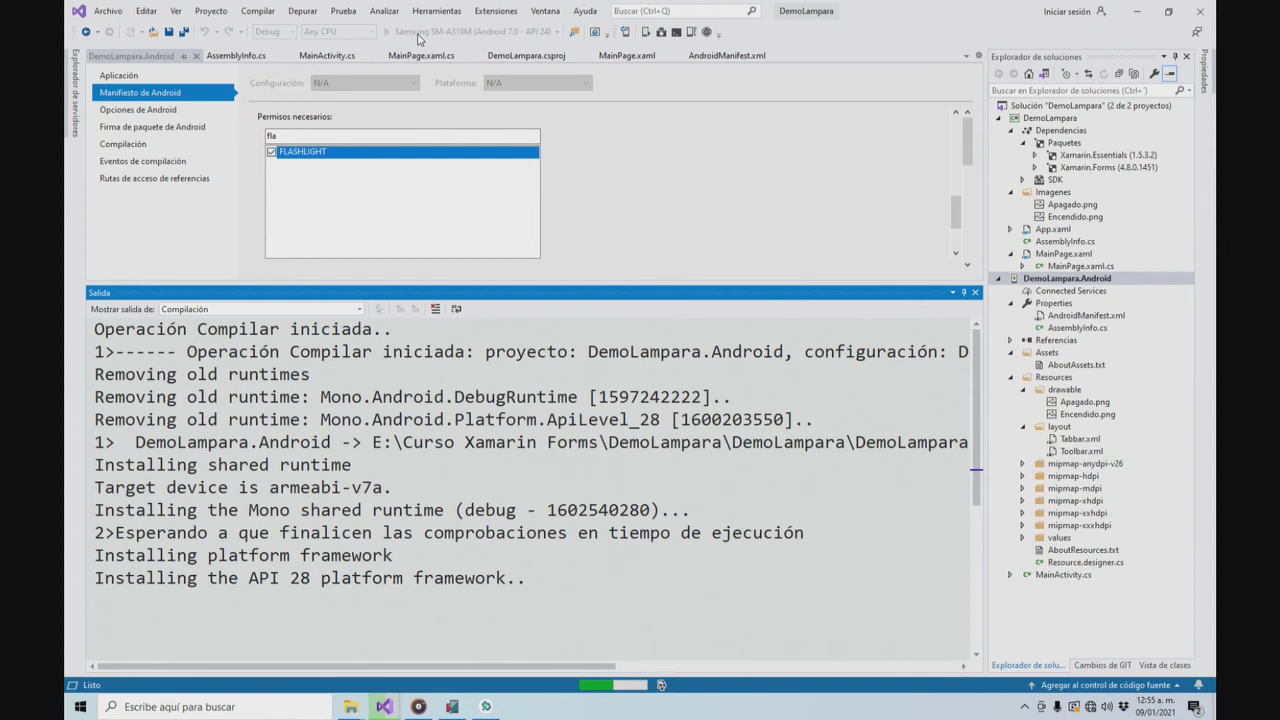 Archivo Editar Ver Proyecto Compilar Depurar Prueba Analizar Herramientas Extensiones Ventana Ayuda Buscar (Ctrl+Q) DemoLampara Iniciar sesión
Debug Any CPU Samsung SM-A310M (Android 7.0 - API 24)
DemoLampara.Android AssemblyInfo.cs MainActivity.cs MainPage.xaml.cs DemoLampara.csproj MainPage.xaml AndroidManifest.xml
Explorador de servidores
Aplicación
Manifiesto de Android
Opciones de Android
Firma de paquete de Android
Compilación
Eventos de compilación
Rutas de acceso de referencias
Configuración: N/A Plataforma: N/A
Permisos necesarios:
fla
FLASHLIGHT
Salida
Mostrar salida de: Compilación
Operación Compilar iniciada..
1>------ Operación Compilar iniciada: proyecto: DemoLampara.Android, configuración: D
Removing old runtimes
Removing old runtime: Mono.Android.DebugRuntime [1597242222]..
Removing old runtime: Mono.Android.Platform.ApiLevel_28 [1600203550]..
1>  DemoLampara.Android -> E:\Curso Xamarin Forms\DemoLampara\DemoLampara\DemoLampara
Installing shared runtime
Target device is armeabi-v7a.
Installing the Mono shared runtime (debug - 1602540280)...
2>Esperando a que finalicen las comprobaciones en tiempo de ejecución
Installing platform framework
Installing the API 28 platform framework..
Explorador de soluciones
Buscar en Explorador de soluciones (Ctrl+´)
Solución "DemoLampara" (2 de 2 proyectos)
DemoLampara
Dependencias
Paquetes
Xamarin.Essentials (1.5.3.2)
Xamarin.Forms (4.8.0.1451)
SDK
Imagenes
Apagado.png
Encendido.png
App.xaml
AssemblyInfo.cs
MainPage.xaml
MainPage.xaml.cs
DemoLampara.Android
Connected Services
Properties
AndroidManifest.xml
AssemblyInfo.cs
Referencias
Assets
AboutAssets.txt
Resources
drawable
Apagado.png
Encendido.png
layout
Tabbar.xml
Toolbar.xml
mipmap-anydpi-v26
mipmap-hdpi
mipmap-mdpi
mipmap-xhdpi
mipmap-xxhdpi
mipmap-xxxhdpi
values
AboutResources.txt
Resource.designer.cs
MainActivity.cs
Explorador de solu... Cambios de GIT Vista de clases
Propiedades
Listo
Agregar al control de código fuente
Escribe aquí para buscar
12:55 a. m.
09/01/2021
2